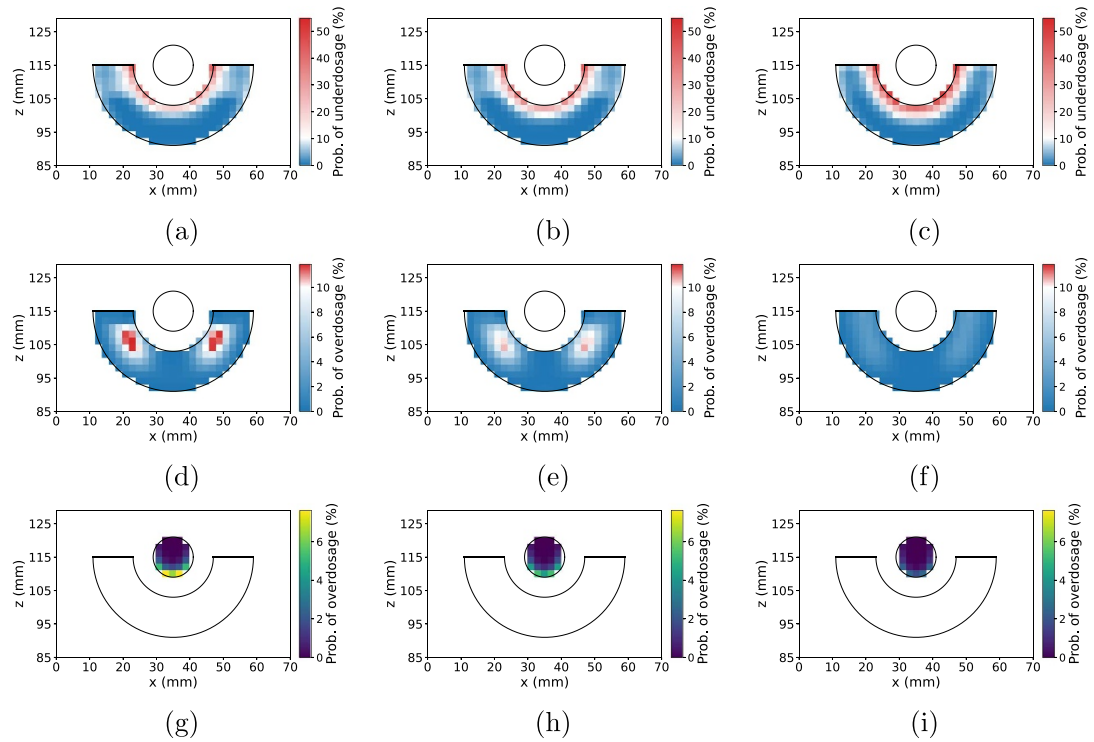 125
115
105
95
85
z (mm)
0 10 20 30 40 50 60 70
x (mm)
50
40
30
20
10
0
Prob. of underdosage (%)
(a)
125
115
105
95
85
z (mm)
0 10 20 30 40 50 60 70
x (mm)
50
40
30
20
10
0
Prob. of underdosage (%)
(b)
125
115
105
95
85
z (mm)
0 10 20 30 40 50 60 70
x (mm)
50
40
30
20
10
0
Prob. of underdosage (%)
(c)
125
115
105
95
85
z (mm)
0 10 20 30 40 50 60 70
x (mm)
10
8
6
4
2
0
Prob. of overdosage (%)
(d)
125
115
105
95
85
z (mm)
0 10 20 30 40 50 60 70
x (mm)
10
8
6
4
2
0
Prob. of overdosage (%)
(e)
125
115
105
95
85
z (mm)
0 10 20 30 40 50 60 70
x (mm)
10
8
6
4
2
0
Prob. of overdosage (%)
(f)
125
115
105
95
85
z (mm)
0 10 20 30 40 50 60 70
x (mm)
6
4
2
0
Prob. of overdosage (%)
(g)
125
115
105
95
85
z (mm)
0 10 20 30 40 50 60 70
x (mm)
6
4
2
0
Prob. of overdosage (%)
(h)
125
115
105
95
85
z (mm)
0 10 20 30 40 50 60 70
x (mm)
6
4
2
0
Prob. of overdosage (%)
(i)